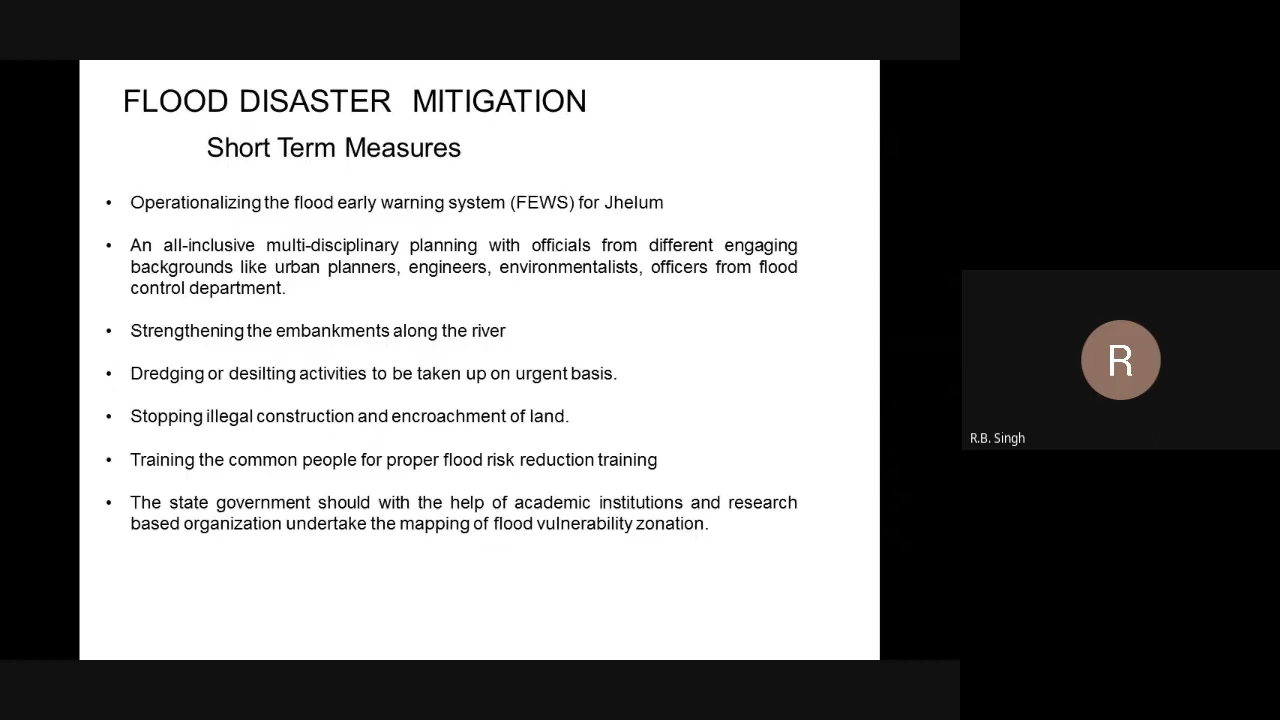 FLOOD DISASTER MITIGATION
Short Term Measures
• Operationalizing the flood early warning system (FEWS) for Jhelum
• An all-inclusive multi-disciplinary planning with officials from different engaging
backgrounds like urban planners, engineers, environmentalists, officers from flood
control department.
• Strengthening the embankments along the river
• Dredging or desilting activities to be taken up on urgent basis.
• Stopping illegal construction and encroachment of land.
• Training the common people for proper flood risk reduction training
• The state government should with the help of academic institutions and research
based organization undertake the mapping of flood vulnerability zonation.
R
R.B. Singh